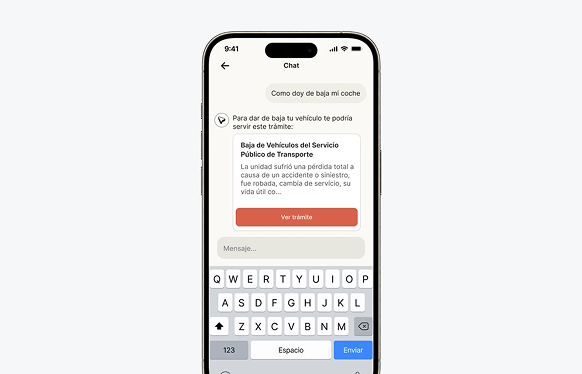 9:41
Chat
Como doy de baja mi coche
Para dar de baja tu vehículo te podría
servir este trámite:
Baja de Vehículos del Servicio
Público de Transporte
La unidad sufrió una pérdida total a
causa de un accidente o siniestro,
fue robada, cambia de servicio, su
vida útil co...
Ver trámite
Mensaje...
Q W E R T Y U I O P
A S D F G H J K L
Z X C V B N M
123 Espacio Enviar